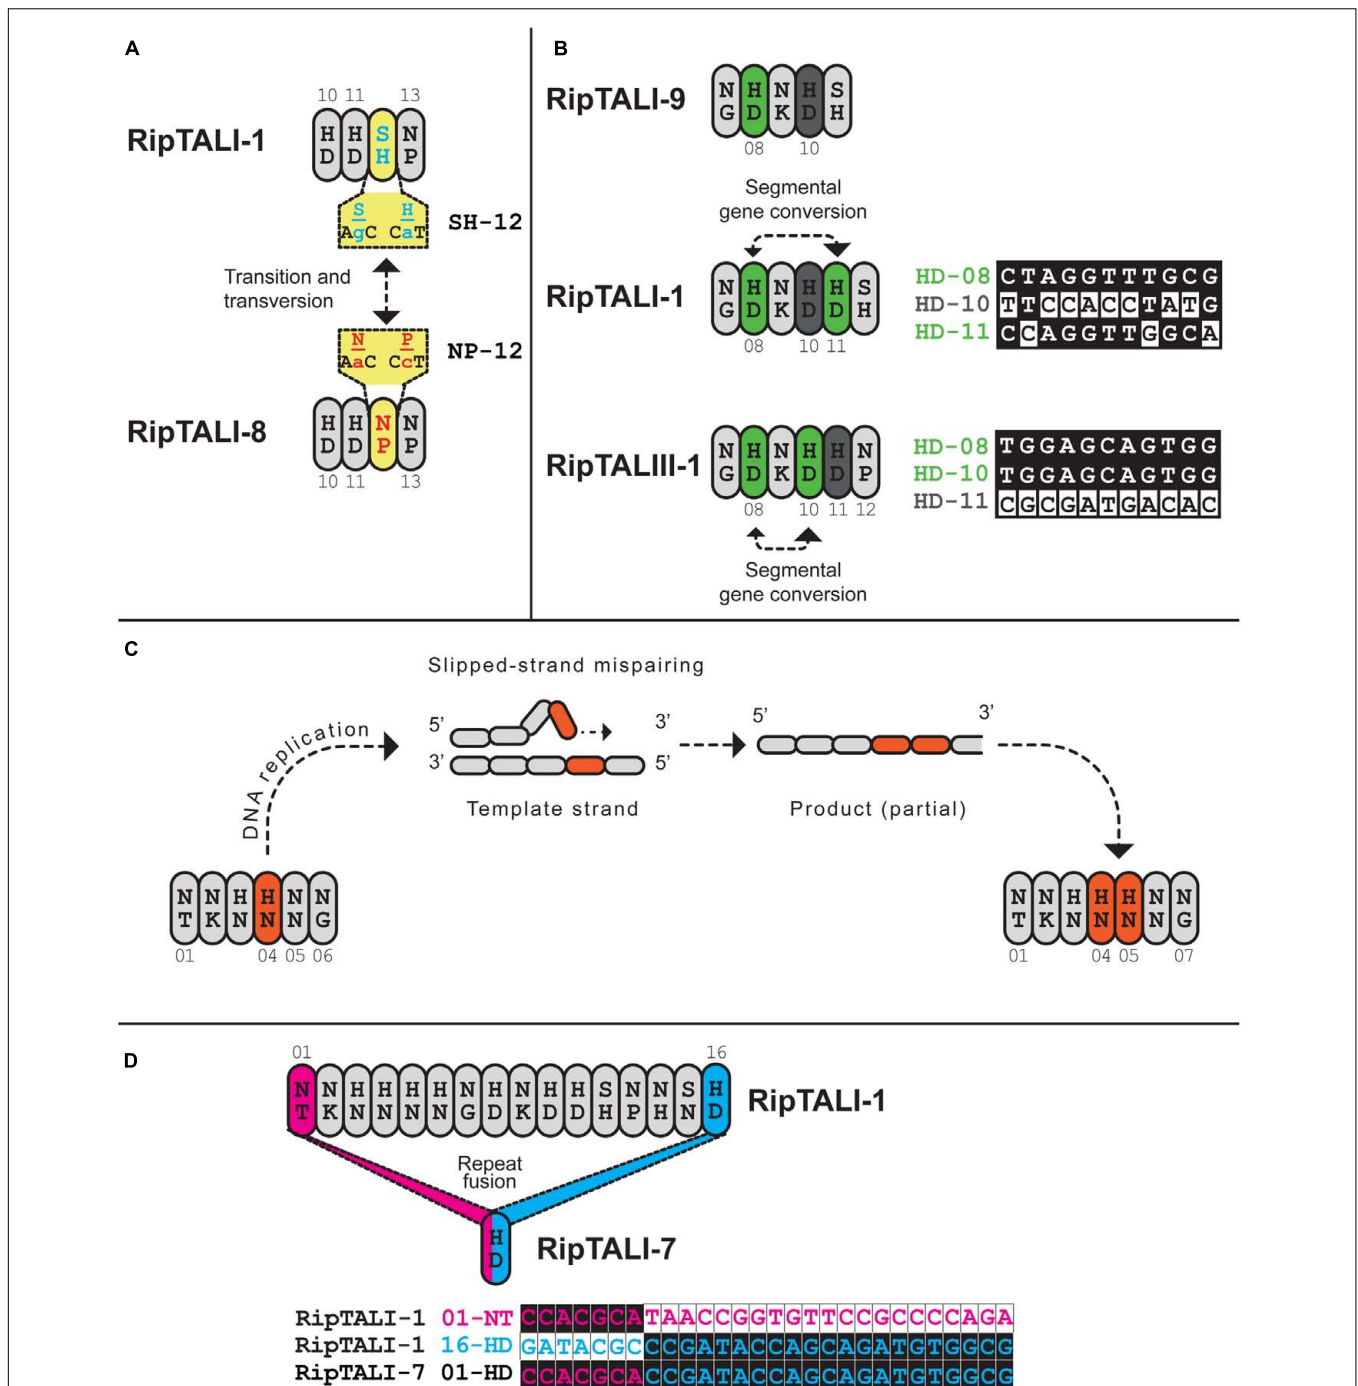 A
10 11 13
RipTALI-1
H H S N
D D H P
S H
AgC CaT
SH-12
Transition and
transversion
N P
AaC CcT
NP-12
RipTALI-8
H H N N
D D P P
10 11 13
B
RipTALI-9
N H N H S
G D K D H
08 10
Segmental
gene conversion
RipTALI-1
N H N H H S
G D K D D H
08 10 11
HD-08 CTAGGTTTGCG
HD-10 TTCCACCTATG
HD-11 CCAGGTTGGCA
RipTALIII-1
N H N H H N
G D K D D P
08 10 11 12
HD-08 TGGAGCAGTGG
HD-10 TGGAGCAGTGG
HD-11 CGCGATGACAC
Segmental
gene conversion
C
Slipped-strand mispairing
DNA replication
5’ 3’
3’ 5’
Template strand
5’ 3’
Product (partial)
N N H H N N
T K N N N G
01 04 05 06
N N H H H N N
T K N N N N G
01 04 05 07
D
01 16
N N H H H H N H N H H S N N S H
T K N N N N G D K D D H P H N D
RipTALI-1
Repeat
fusion
H
D
RipTALI-7
RipTALI-1 01-NT CCACGCATAACCGGTGTTCCGCCCCAGA
RipTALI-1 16-HD GATACGCCCGATACCAGCAGATGTGGCG
RipTALI-7 01-HD CCACGCACCGATACCAGCAGATGTGGCG